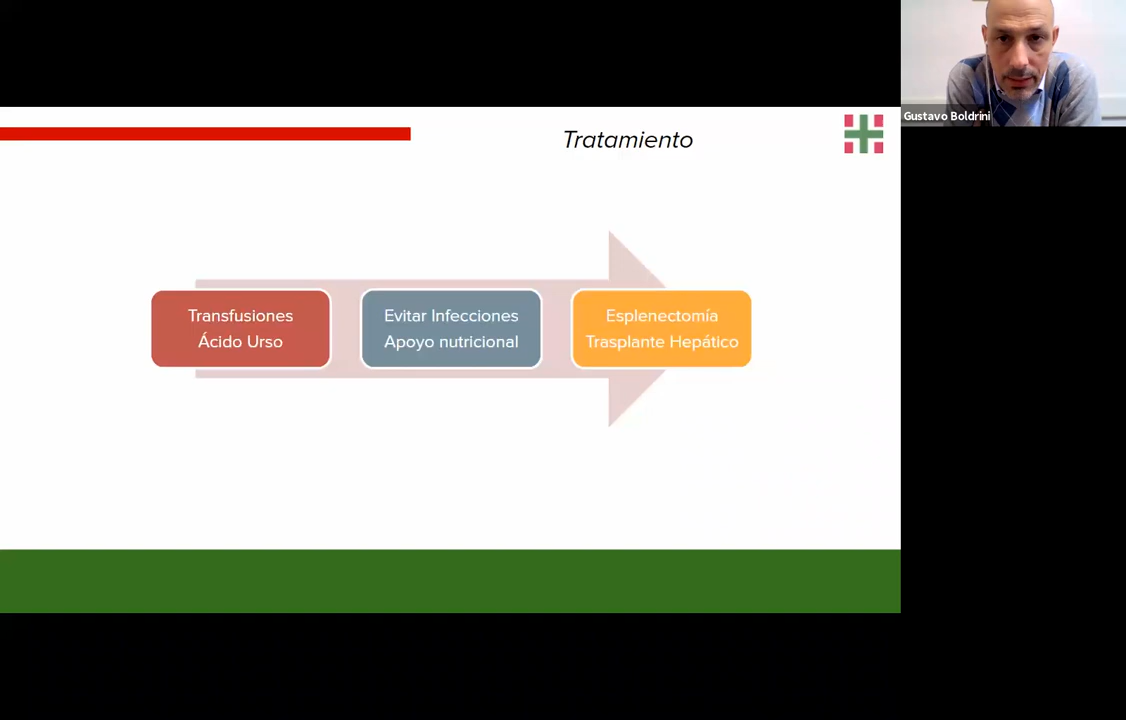 Gustavo Boldrini
Tratamiento
Transfusiones
Ácido Urso
Evitar Infecciones
Apoyo nutricional
Esplenectomía
Trasplante Hepático